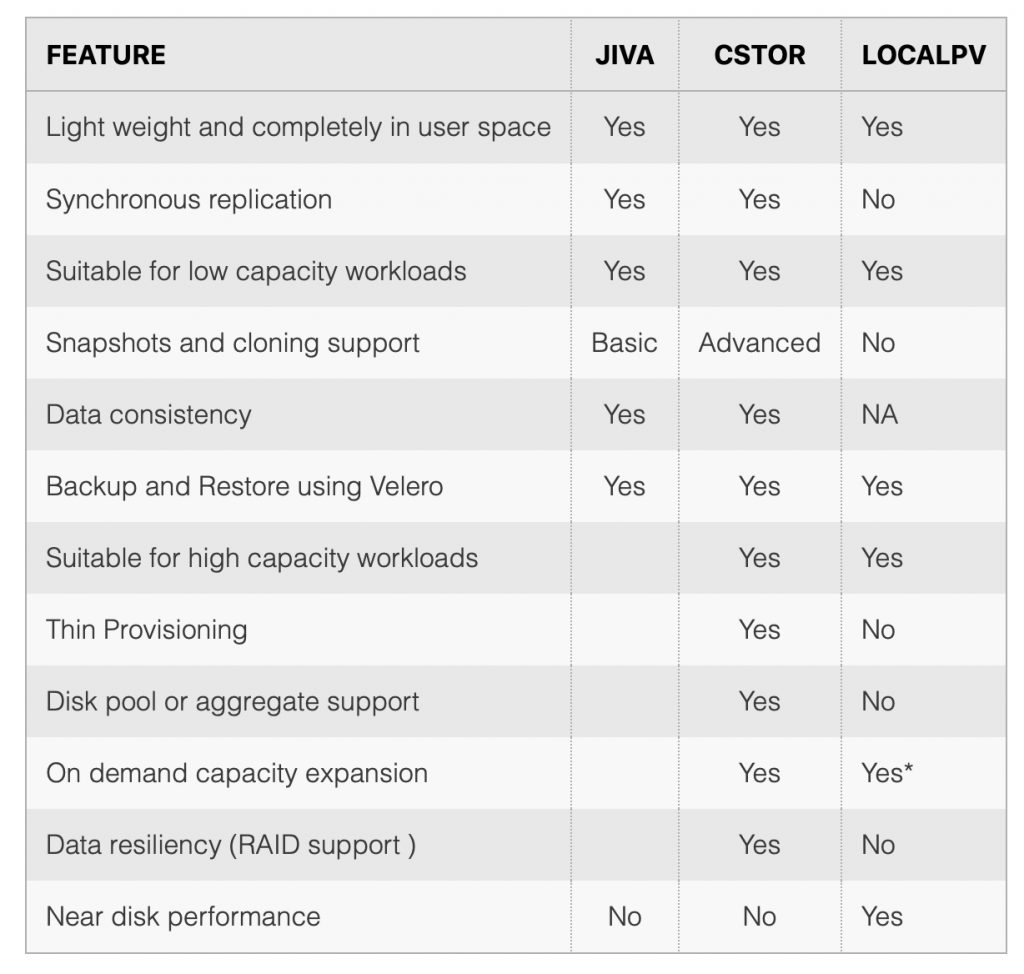 FEATURE JIVA CSTOR LOCALPV
Light weight and completely in user space Yes Yes Yes
Synchronous replication Yes Yes No
Suitable for low capacity workloads Yes Yes Yes
Snapshots and cloning support Basic Advanced No
Data consistency Yes Yes NA
Backup and Restore using Velero Yes Yes Yes
Suitable for high capacity workloads Yes Yes
Thin Provisioning Yes No
Disk pool or aggregate support Yes No
On demand capacity expansion Yes Yes*
Data resiliency (RAID support ) Yes No
Near disk performance No No Yes